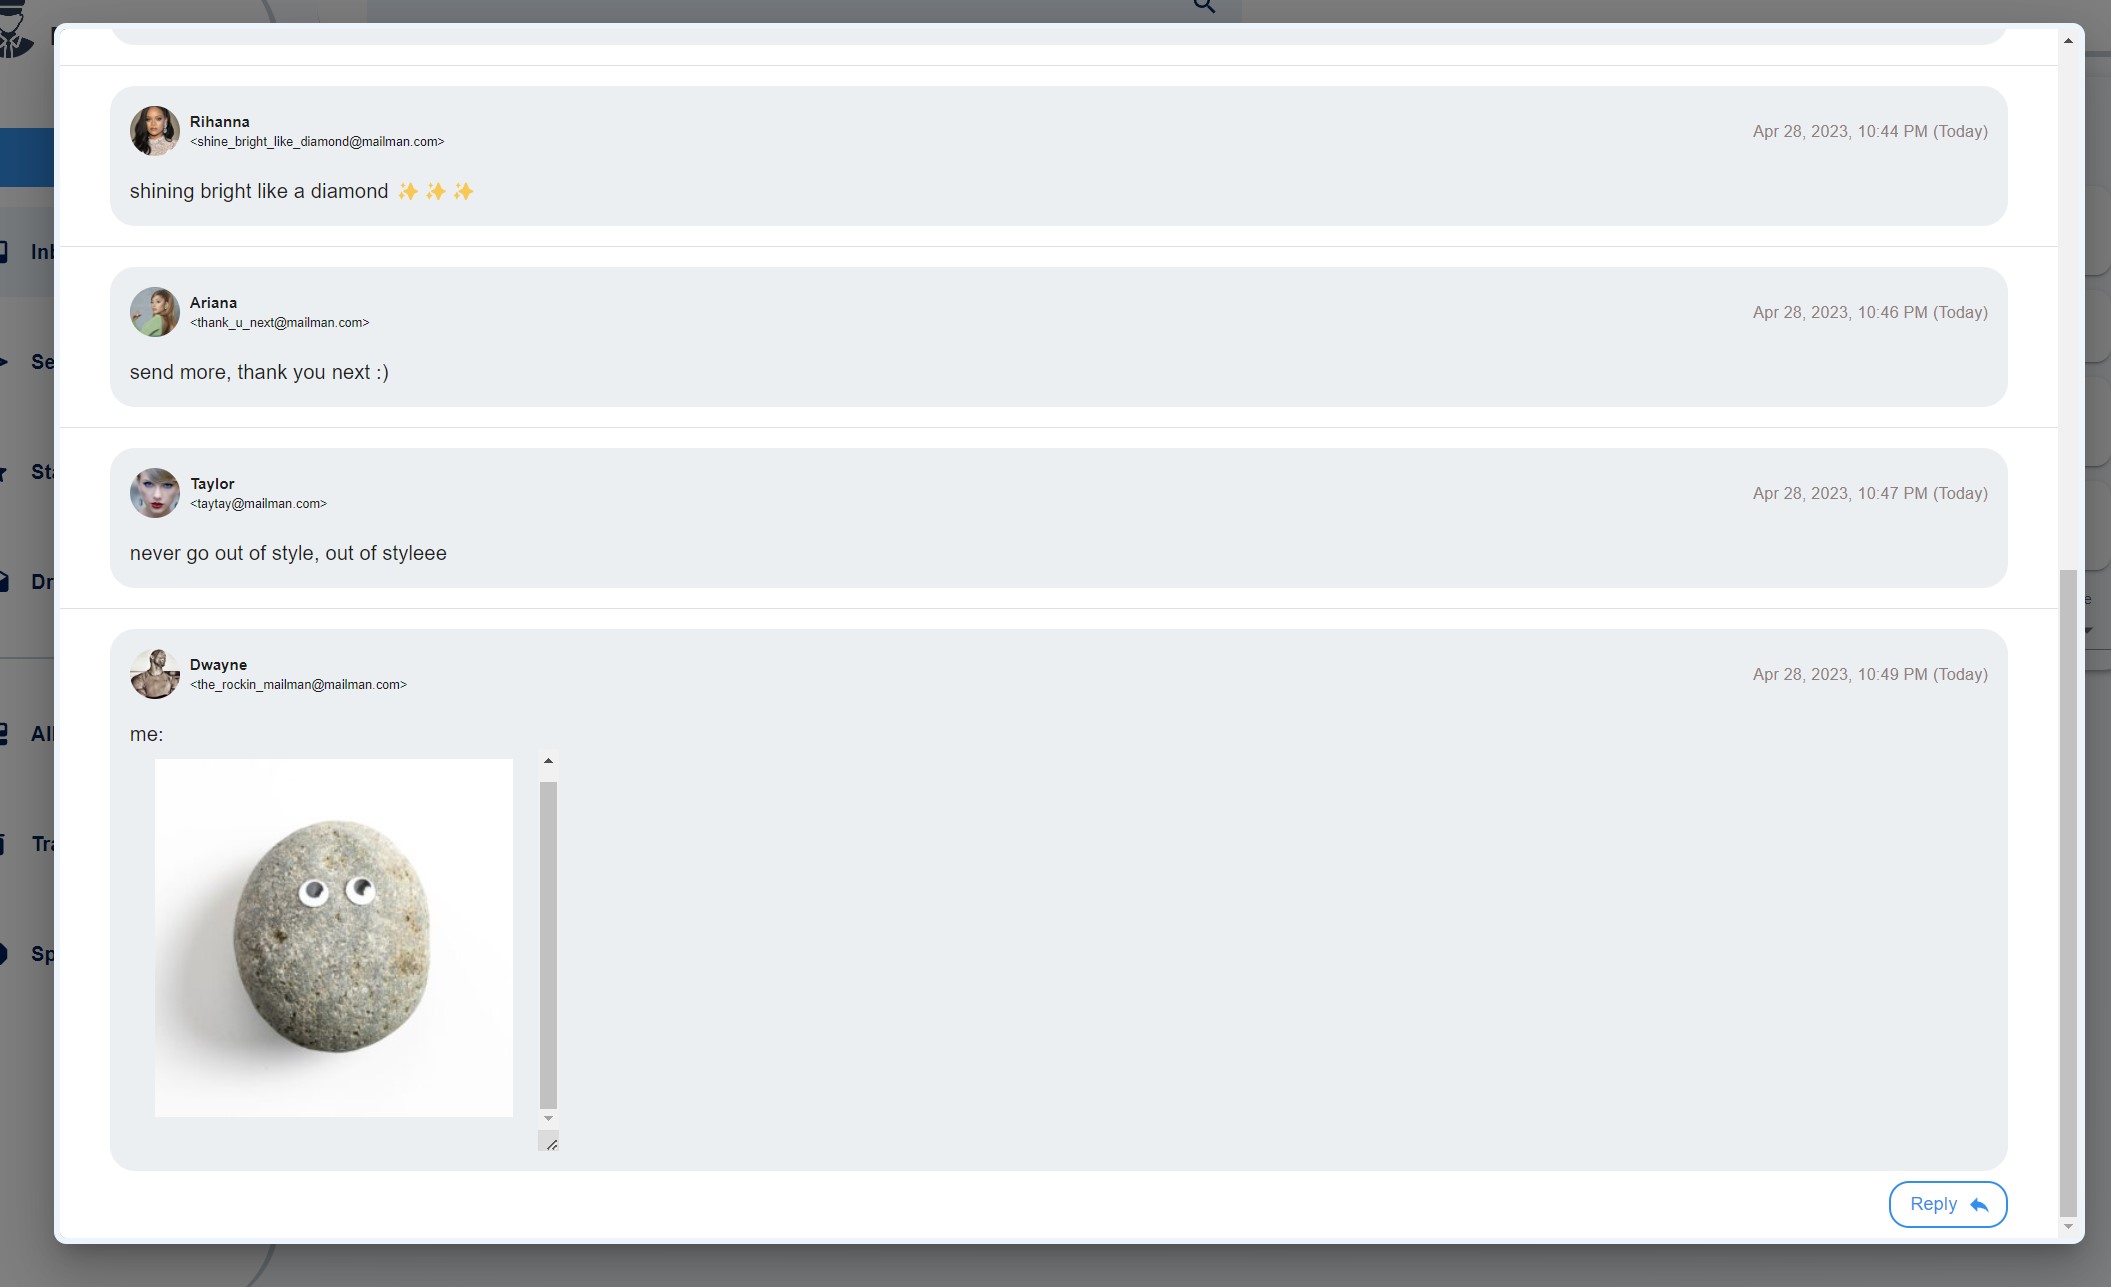 Rihanna
Apr 28, 2023, 10:44 PM (Today)
<shine_bright_like_diamond@mailman.com>
shining bright like a diamond ✨✨✨
Ariana
Apr 28, 2023, 10:46 PM (Today)
<thank_u_next@mailman.com>
send more, thank you next :)
Taylor
Apr 28, 2023, 10:47 PM (Today)
<taytay@mailman.com>
never go out of style, out of styleee
Dwayne
Apr 28, 2023, 10:49 PM (Today)
<the_rockin_mailman@mailman.com>
me:
Reply